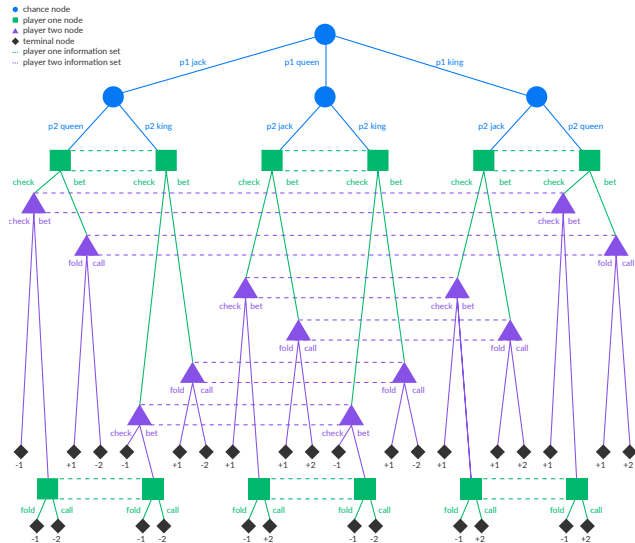 chance node
player one node
player two node
terminal node
player one information set
player two information set
p1 jack p1 queen p1 king
p2 queen p2 king p2 jack p2 king p2 jack p2 queen
check bet check bet check bet check bet check bet check bet
check bet check bet
fold call fold call
check bet check bet
fold call fold call
fold call fold call
check bet check bet
-1 +1 -2 -1 +1 -2 +1 +1 +2 -1 +1 -2 +1 +1 +2 +1 +1 +2
fold call fold call fold call fold call fold call fold call
-1 -2 -1 -2 -1 +2 -1 -2 -1 +2 -1 +2